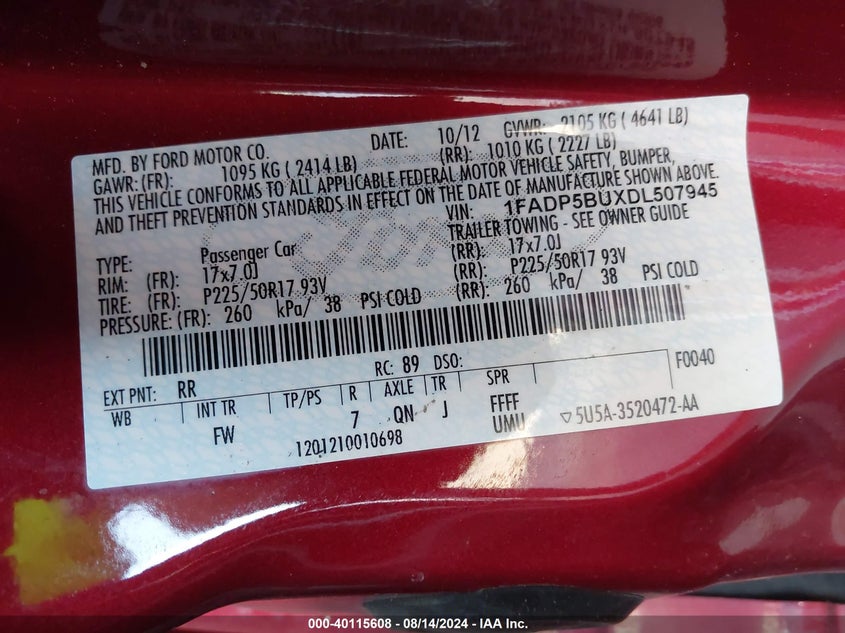 MFD. BY FORD MOTOR CO. DATE: 10/12 GVWR: 2105 KG ( 4641 LB)
GAWR: (FR): 1095 KG ( 2414 LB) (RR): 1010 KG ( 2227 LB)
THIS VEHICLE CONFORMS TO ALL APPLICABLE FEDERAL MOTOR VEHICLE SAFETY, BUMPER,
AND THEFT PREVENTION STANDARDS IN EFFECT ON THE DATE OF MANUFACTURE SHOWN ABOVE.
VIN: 1FADP5BUXDL507945
TYPE: Passenger Car TRAILER TOWING - SEE OWNER GUIDE
RIM: (FR): 17x7.0J (RR): 17x7.0J
TIRE: (FR): P225/50R17 93V (RR): P225/50R17 93V
PRESSURE: (FR): 260 kPa/ 38 PSI COLD (RR): 260 kPa/ 38 PSI COLD
EXT PNT: RR RC: 89 DSO: F0040
WB INT TR TP/PS R AXLE TR SPR
FW 7 QN J FFFF
1201210010698 UMU ▽5U5A-3520472-AA
000-40115608 - 08/14/2024 - IAA Inc.